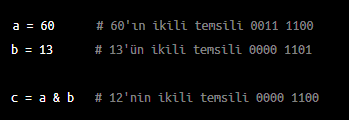 a = 60 # 60'ın ikili temsili 0011 1100
b = 13 # 13'ün ikili temsili 0000 1101
c = a & b # 12'nin ikili temsili 0000 1100